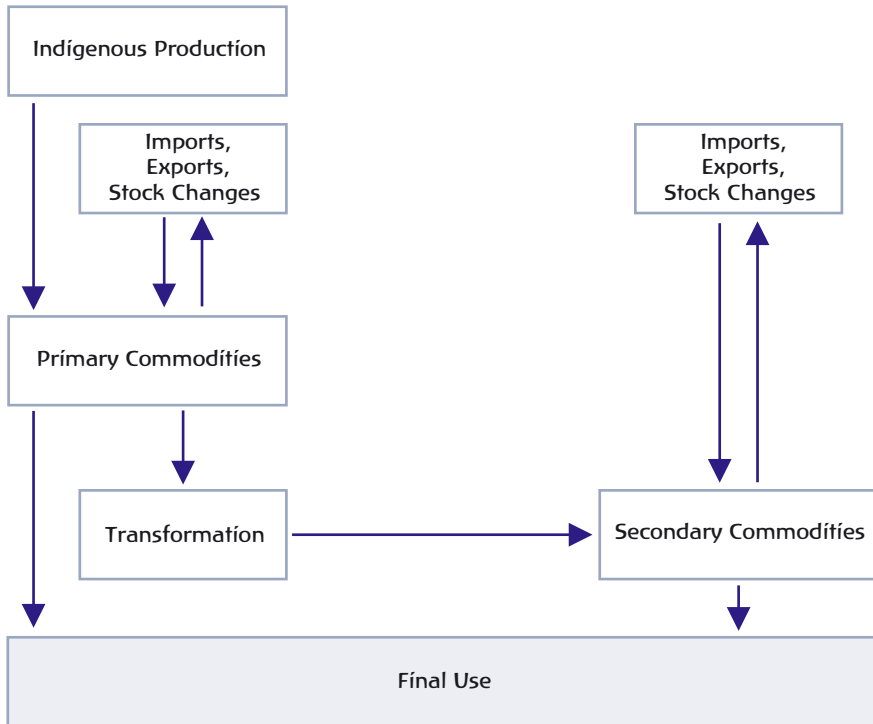 Indigenous Production
Imports,
Exports,
Stock Changes
Imports,
Exports,
Stock Changes
Primary Commodities
Transformation
Secondary Commodities
Final Use